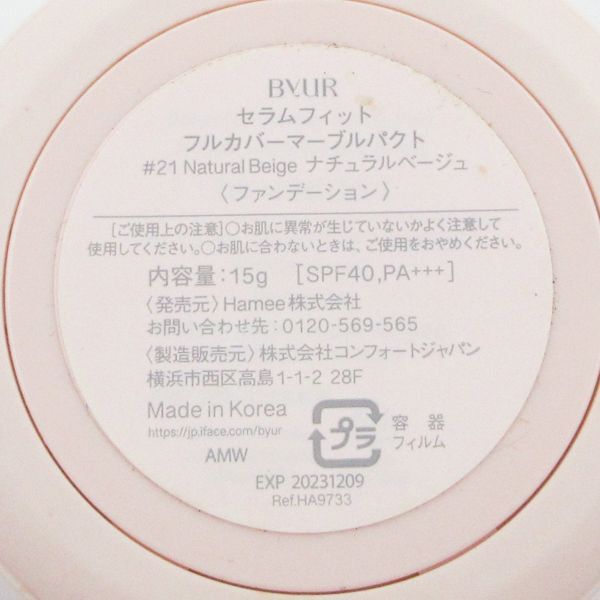 BYUR
セラムフィット
フルカバーマーブルパクト
#21 Natural Beige ナチュラルベージュ
〈ファンデーション〉
[ご使用上の注意]○お肌に異常が生じていないかよく注意して
使用してください。○お肌に合わないときは、ご使用をおやめください。
内容量:15g [SPF40,PA+++]
〈発売元〉Hamee株式会社
お問い合わせ先:0120-569-565
〈製造販売元〉株式会社コンフォートジャパン
横浜市西区高島1-1-2 28F
Made in Korea
https://jp.iface.com/byur
AMW
プラ
容器
フィルム
EXP 20231209
Ref.HA9733